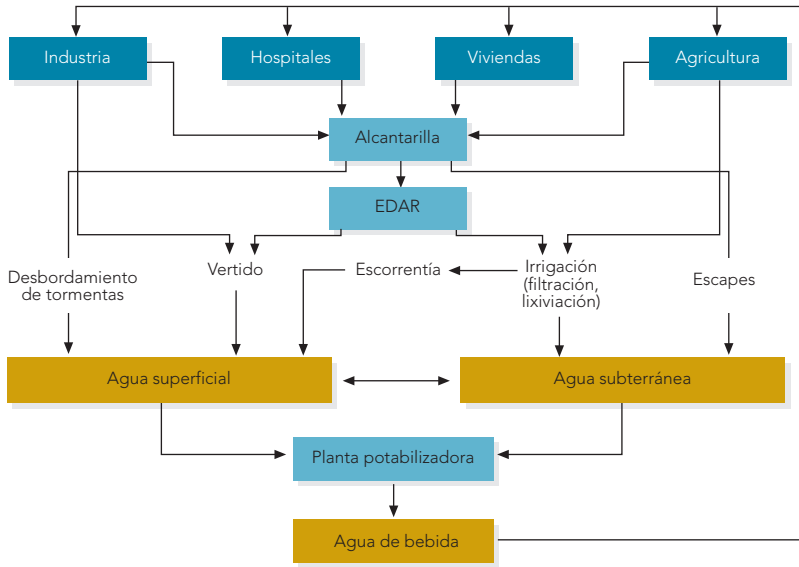 Industria
Hospitales
Viviendas
Agricultura
Alcantarilla
EDAR
Desbordamiento
de tormentas
Vertido
Escorrentía
Irrigación
(filtración,
lixiviación)
Escapes
Agua superficial
Agua subterránea
Planta potabilizadora
Agua de bebida